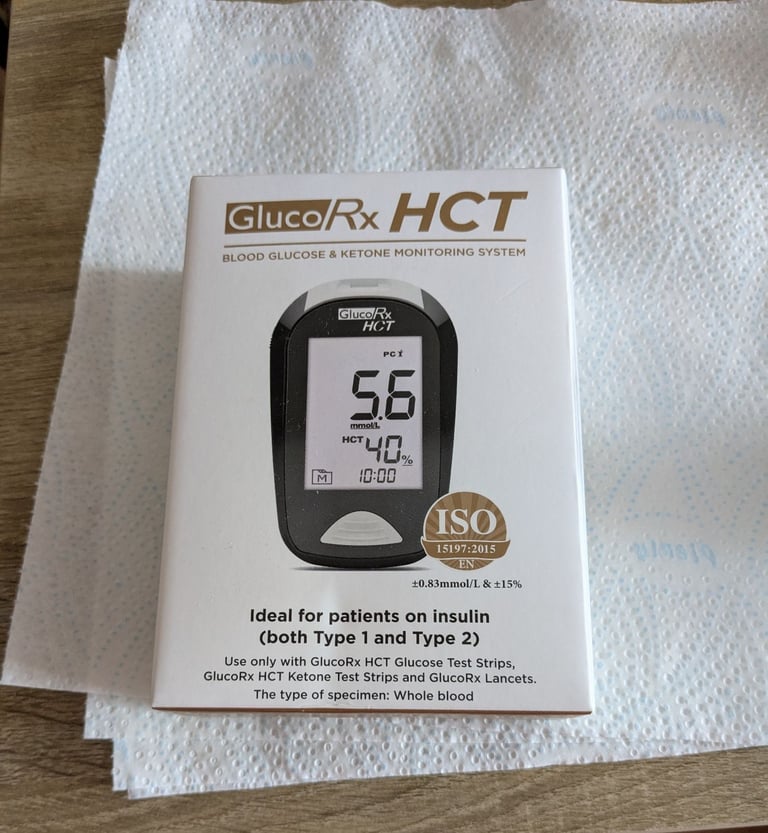 plenty
GlucoRx HCT
BLOOD GLUCOSE & KETONE MONITORING SYSTEM
GlucoRx
HCT
PC
5.6
mmol/L
HCT 40%
M 10:00
ISO
15197:2015
EN
±0.83mmol/L & ±15%
plenty
Ideal for patients on insulin
(both Type 1 and Type 2)
Use only with GlucoRx HCT Glucose Test Strips,
GlucoRx HCT Ketone Test Strips and GlucoRx Lancets.
The type of specimen: Whole blood